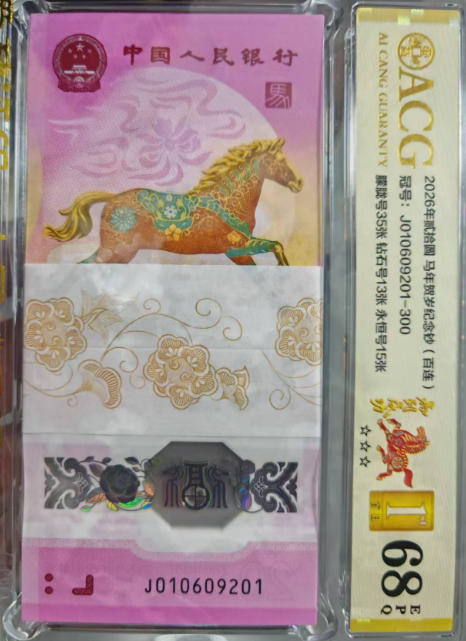 中国人民银行
馬
J010609201
ACG
AI CANG GUARANTY
2026年贰拾圆 马年贺岁纪念钞（百连）
冠号：J010609201-300
朦胧号35张 钻石号13张 永恒号15张
68
EPQ